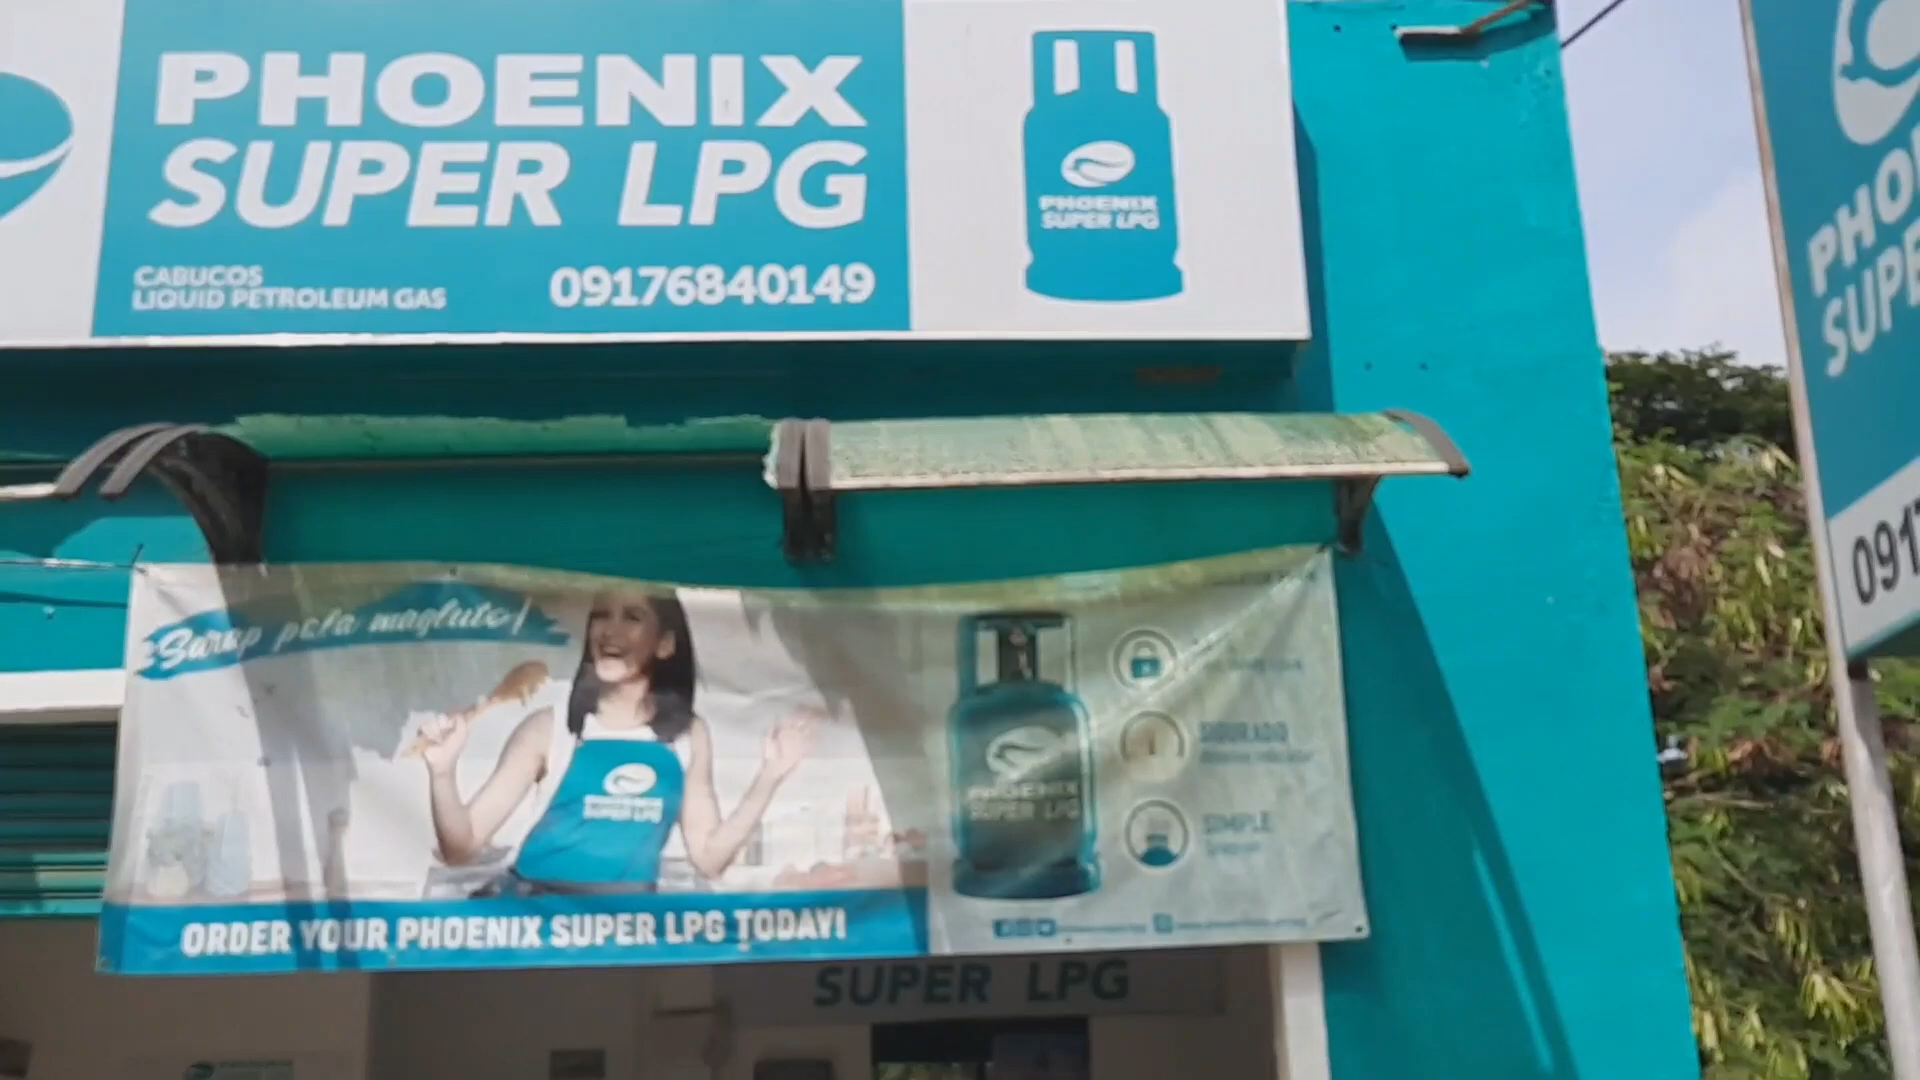 PHOENIX
SUPER LPG
CABUCOS
LIQUID PETROLEUM GAS
09176840149
PHOENIX
SUPER LPG
PHO
SUPE
091
Sarap pala magluto!
PHOENIX
SUPER LPG
PHOENIX
SUPER LPG
SIGURADO
SIMPLE
ORDER YOUR PHOENIX SUPER LPG TODAY!
SUPER LPG